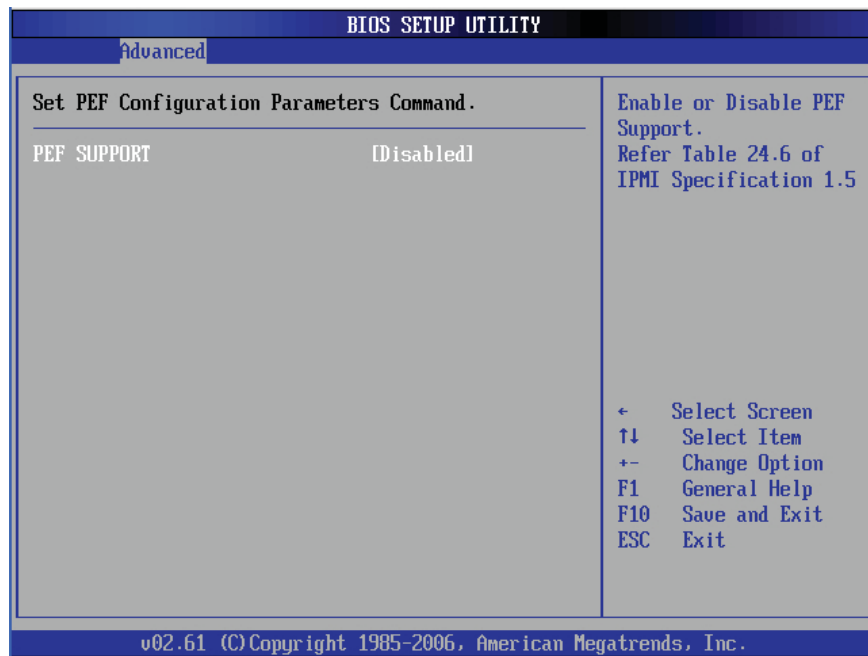 BIOS SETUP UTILITY
Advanced
Set PEF Configuration Parameters Command.
PEF SUPPORT [Disabled]
Enable or Disable PEF
Support.
Refer Table 24.6 of
IPMI Specification 1.5
← Select Screen
↑↓ Select Item
+- Change Option
F1 General Help
F10 Save and Exit
ESC Exit
v02.61 (C)Copyright 1985-2006, American Megatrends, Inc.